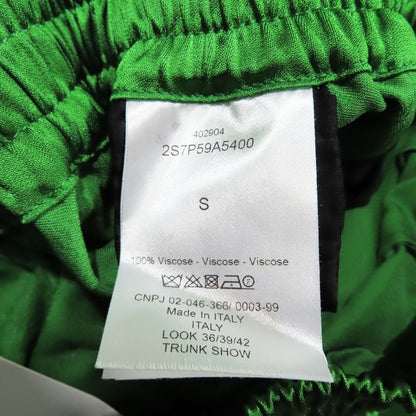 402904
2S7P59A5400
S
100% Viscose - Viscose - Viscose
CNPJ 02-046-366/ 0003-99
Made In ITALY
ITALY
LOOK 36/39/42
TRUNK SHOW